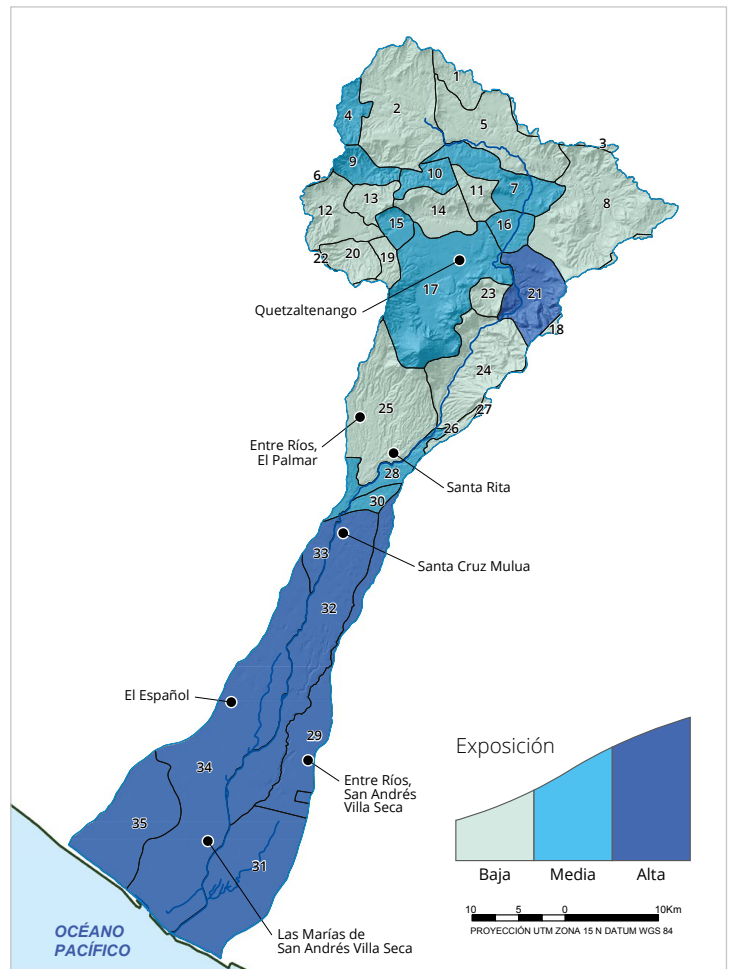 1
2
3
4
5
6
7
8
9
10
11
12
13
14
15
16
17
18
19
20
21
22
23
24
25
26
27
28
29
30
31
32
33
34
35
Quetzaltenango
Entre Ríos,
El Palmar
Santa Rita
Santa Cruz Mulua
El Español
Entre Ríos,
San Andrés
Villa Seca
Las Marías de
San Andrés Villa Seca
OCÉANO
PACÍFICO
Exposición
Baja Media Alta
10 5 0 10Km
PROYECCIÓN UTM ZONA 15 N DATUM WGS 84